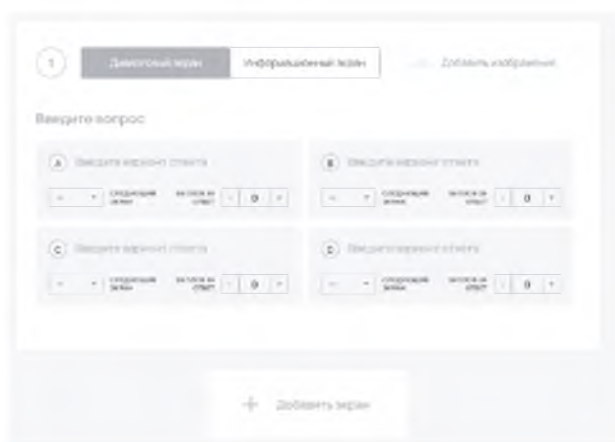 1 Диалоговый экран Информационный экран Добавить изображение
Введите вопрос
A Введите вариант ответа B Введите вариант ответа
-- следующий экран баллов за ответ - 0 + -- следующий экран баллов за ответ - 0 +
C Введите вариант ответа D Введите вариант ответа
-- следующий экран баллов за ответ - 0 + -- следующий экран баллов за ответ - 0 +
+ Добавить экран